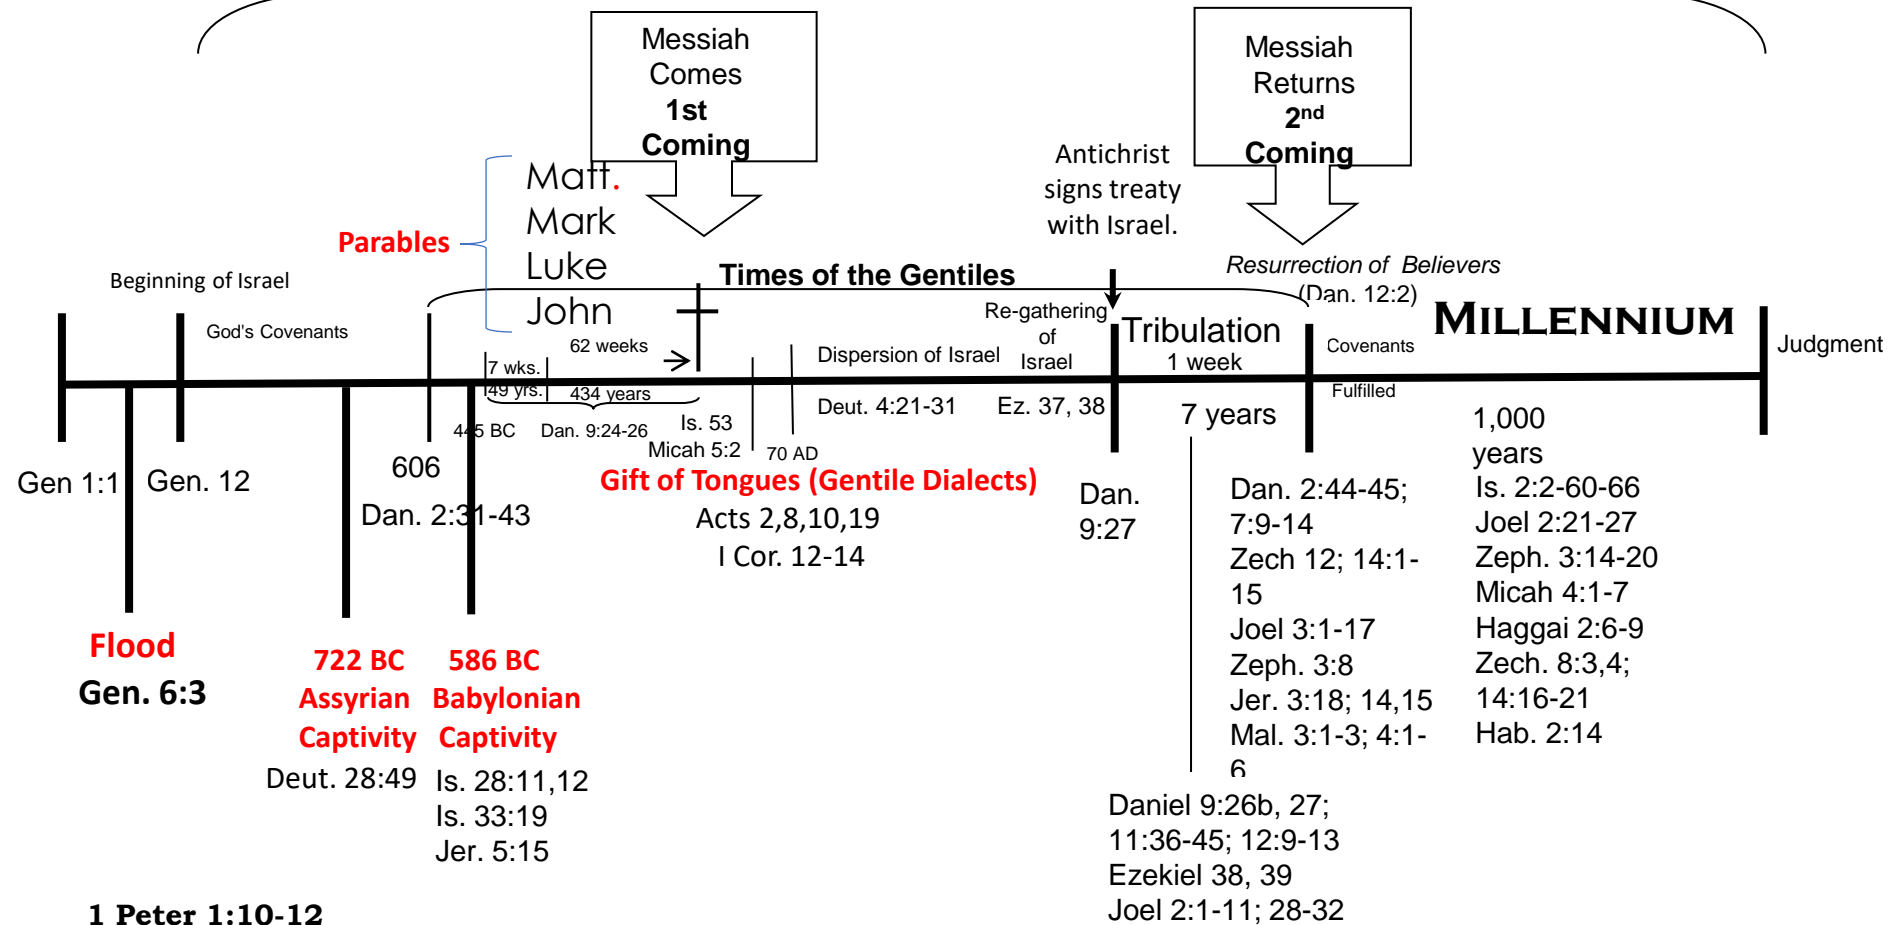 Messiah
Comes
1st
Coming
Messiah
Returns
2nd
Coming
Antichrist
signs treaty
with Israel.
Matt.
Mark
Luke
John
Parables
Beginning of Israel
God's Covenants
Times of the Gentiles
Resurrection of Believers
(Dan. 12:2)
MILLENNIUM
Judgment
62 weeks
7 wks.
49 yrs.
434 years
Dispersion of Israel
Re-gathering
of
Israel
Tribulation
1 week
Covenants
Fulfilled
445 BC
Dan. 9:24-26
Is. 53
Micah 5:2
70 AD
Deut. 4:21-31
Ez. 37, 38
7 years
1,000
years
Gen 1:1
Gen. 12
606
Dan. 2:31-43
Gift of Tongues (Gentile Dialects)
Acts 2,8,10,19
I Cor. 12-14
Dan.
9:27
Dan. 2:44-45;
7:9-14
Zech 12; 14:1-
15
Joel 3:1-17
Zeph. 3:8
Jer. 3:18; 14,15
Mal. 3:1-3; 4:1-
6
Is. 2:2-60-66
Joel 2:21-27
Zeph. 3:14-20
Micah 4:1-7
Haggai 2:6-9
Zech. 8:3,4;
14:16-21
Hab. 2:14
Flood
Gen. 6:3
722 BC
Assyrian
Captivity
Deut. 28:49
586 BC
Babylonian
Captivity
Is. 28:11,12
Is. 33:19
Jer. 5:15
Daniel 9:26b, 27;
11:36-45; 12:9-13
Ezekiel 38, 39
Joel 2:1-11; 28-32
1 Peter 1:10-12